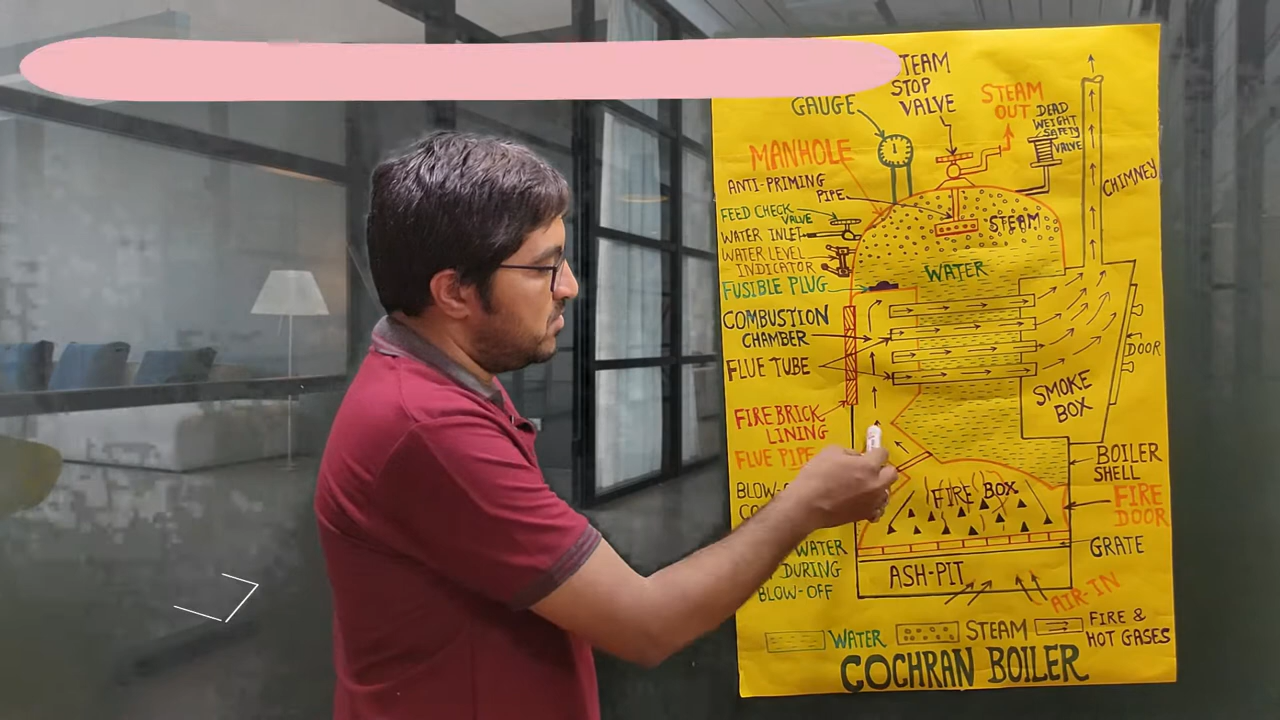 STOP
VALVE
GAUGE
STEAM
OUT
DEAD
WEIGHT
SAFETY
VALVE
MANHOLE
ANTI-PRIMING
PIPE
CHIMNEY
FEED CHECK
VALVE
WATER INLET
WATER LEVEL
INDICATOR
FUSIBLE PLUG
STEAM
WATER
COMBUSTION
CHAMBER
FLUE TUBE
DOOR
SMOKE
BOX
FIRE BRICK
LINING
FLUE PIPE
BOILER
SHELL
FIRE BOX
FIRE
DOOR
WATER
DURING
BLOW-OFF
GRATE
ASH-PIT
AIR-IN
WATER
STEAM
FIRE &
HOT GASES
COCHRAN BOILER